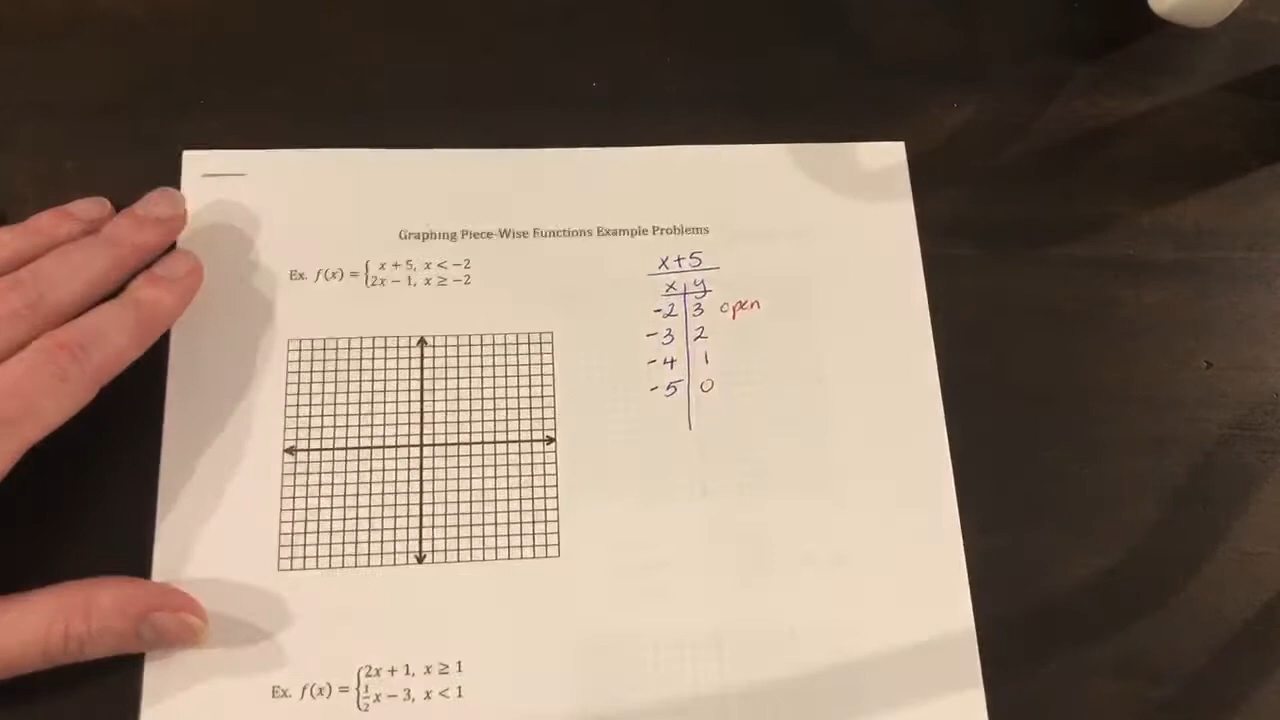 Graphing Piece-Wise Functions Example Problems
Ex. f(x) = { x + 5, x < −2
2x − 1, x ≥ −2
x+5
x y
-2 3 open
-3 2
-4 1
-5 0
Ex. f(x) = { 2x + 1, x ≥ 1
1/2 x − 3, x < 1